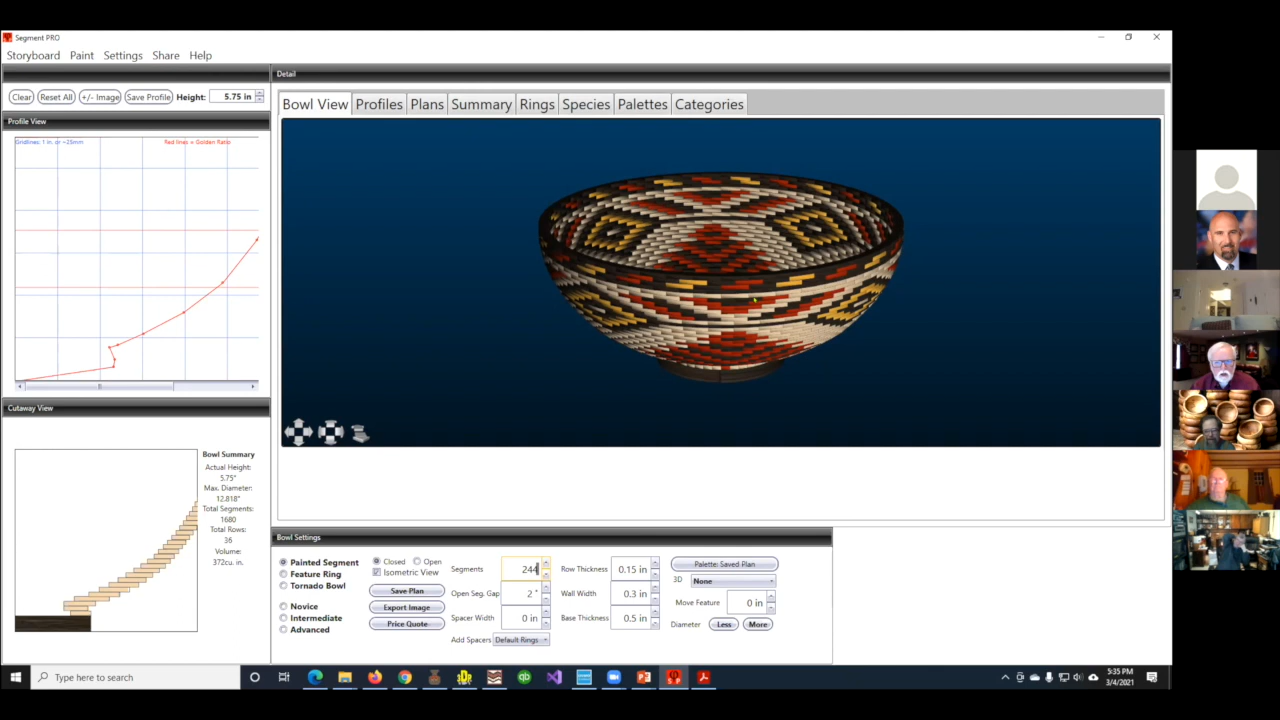 Segment PRO
Storyboard Paint Settings Share Help
Clear Reset All +/- Image Save Profile Height: 5.75 in
Profile View
Gridlines: 1 in. or ~25mm Red lines = Golden Ratio
Cutaway View
Bowl Summary
Actual Height:
5.75"
Max. Diameter:
12.818"
Total Segments:
1680
Total Rows:
36
Volume:
372cu. in.
Detail
Bowl View Profiles Plans Summary Rings Species Palettes Categories
Bowl Settings
Painted Segment
Feature Ring
Tornado Bowl
Novice
Intermediate
Advanced
Closed Open
Isometric View
Save Plan
Export Image
Price Quote
Segments 244
Open Seg. Gap 2 °
Spacer Width 0 in
Add Spacers Default Rings
Row Thickness 0.15 in
Wall Width 0.3 in
Base Thickness 0.5 in
Palette: Saved Plan
3D None
Move Feature 0 in
Diameter Less More
Type here to search
5:35 PM
3/4/2021